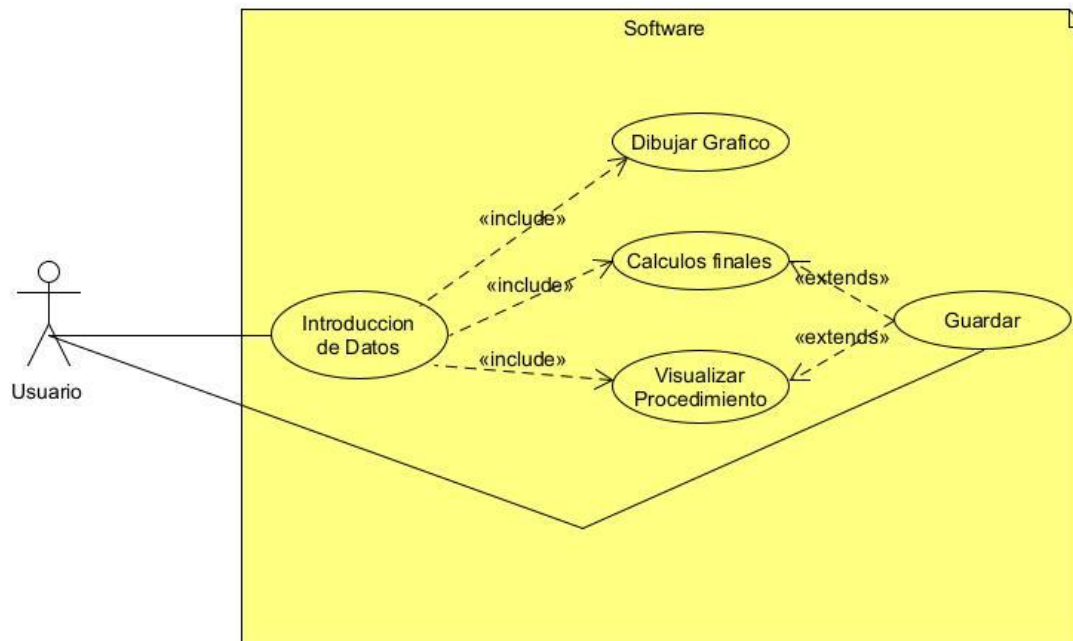 Software
Dibujar Grafico
«include»
Calculos finales
«include»
«extends»
Introduccion
de Datos
Guardar
«extends»
«include»
Visualizar
Procedimiento
Usuario